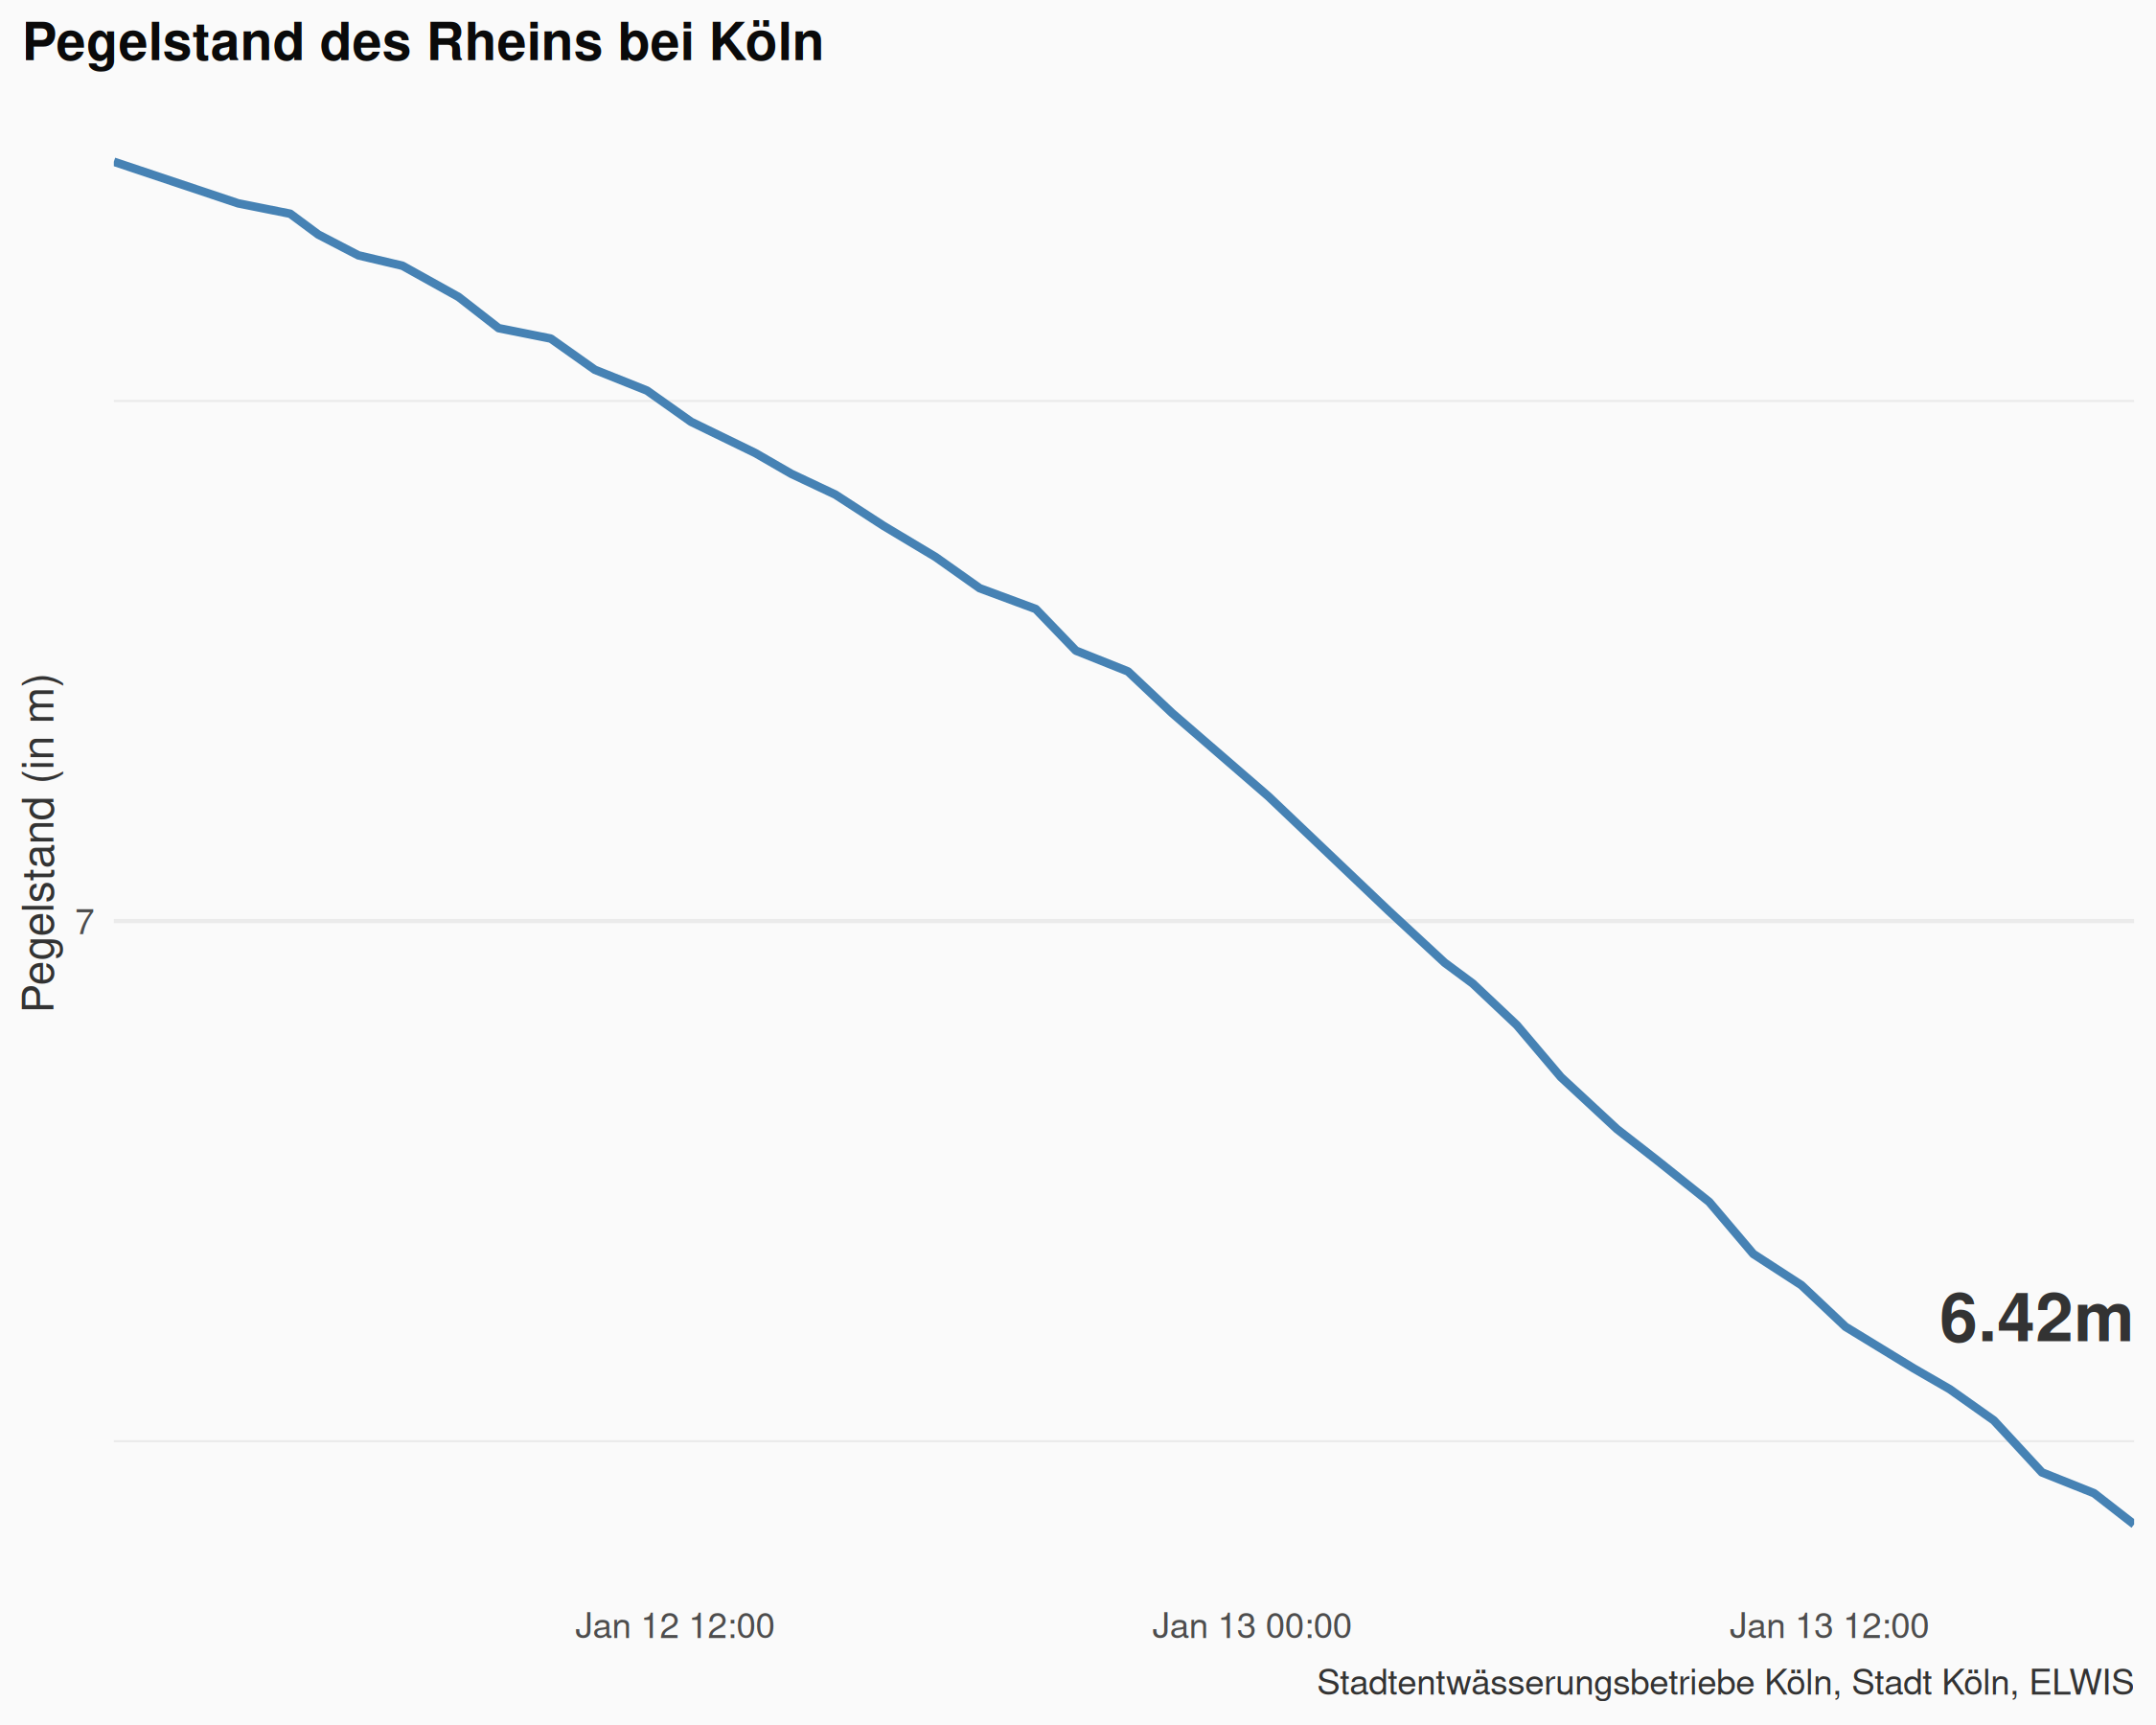 Pegelstand des Rheins bei Köln
Pegelstand (in m)
7
6.42m
Jan 12 12:00
Jan 13 00:00
Jan 13 12:00
Stadtentwässerungsbetriebe Köln, Stadt Köln, ELWIS